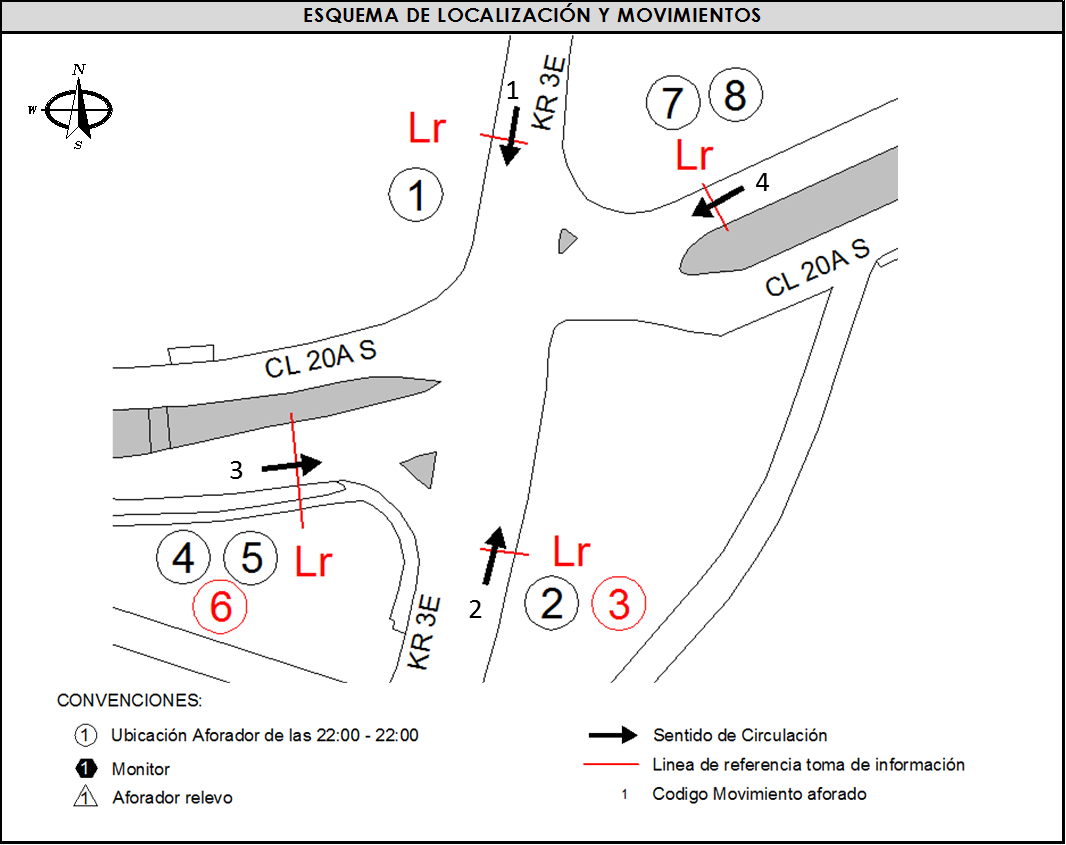 ESQUEMA DE LOCALIZACIÓN Y MOVIMIENTOS
N
W
S
1
KR 3E
7 8
Lr
Lr
4
1
CL 20A S
CL 20A S
3
4 5
Lr
Lr
6
2
2 3
KR 3E
CONVENCIONES:
1 Ubicación Aforador de las 22:00 - 22:00
1 Monitor
1 Aforador relevo
Sentido de Circulación
Linea de referencia toma de información
1 Codigo Movimiento aforado